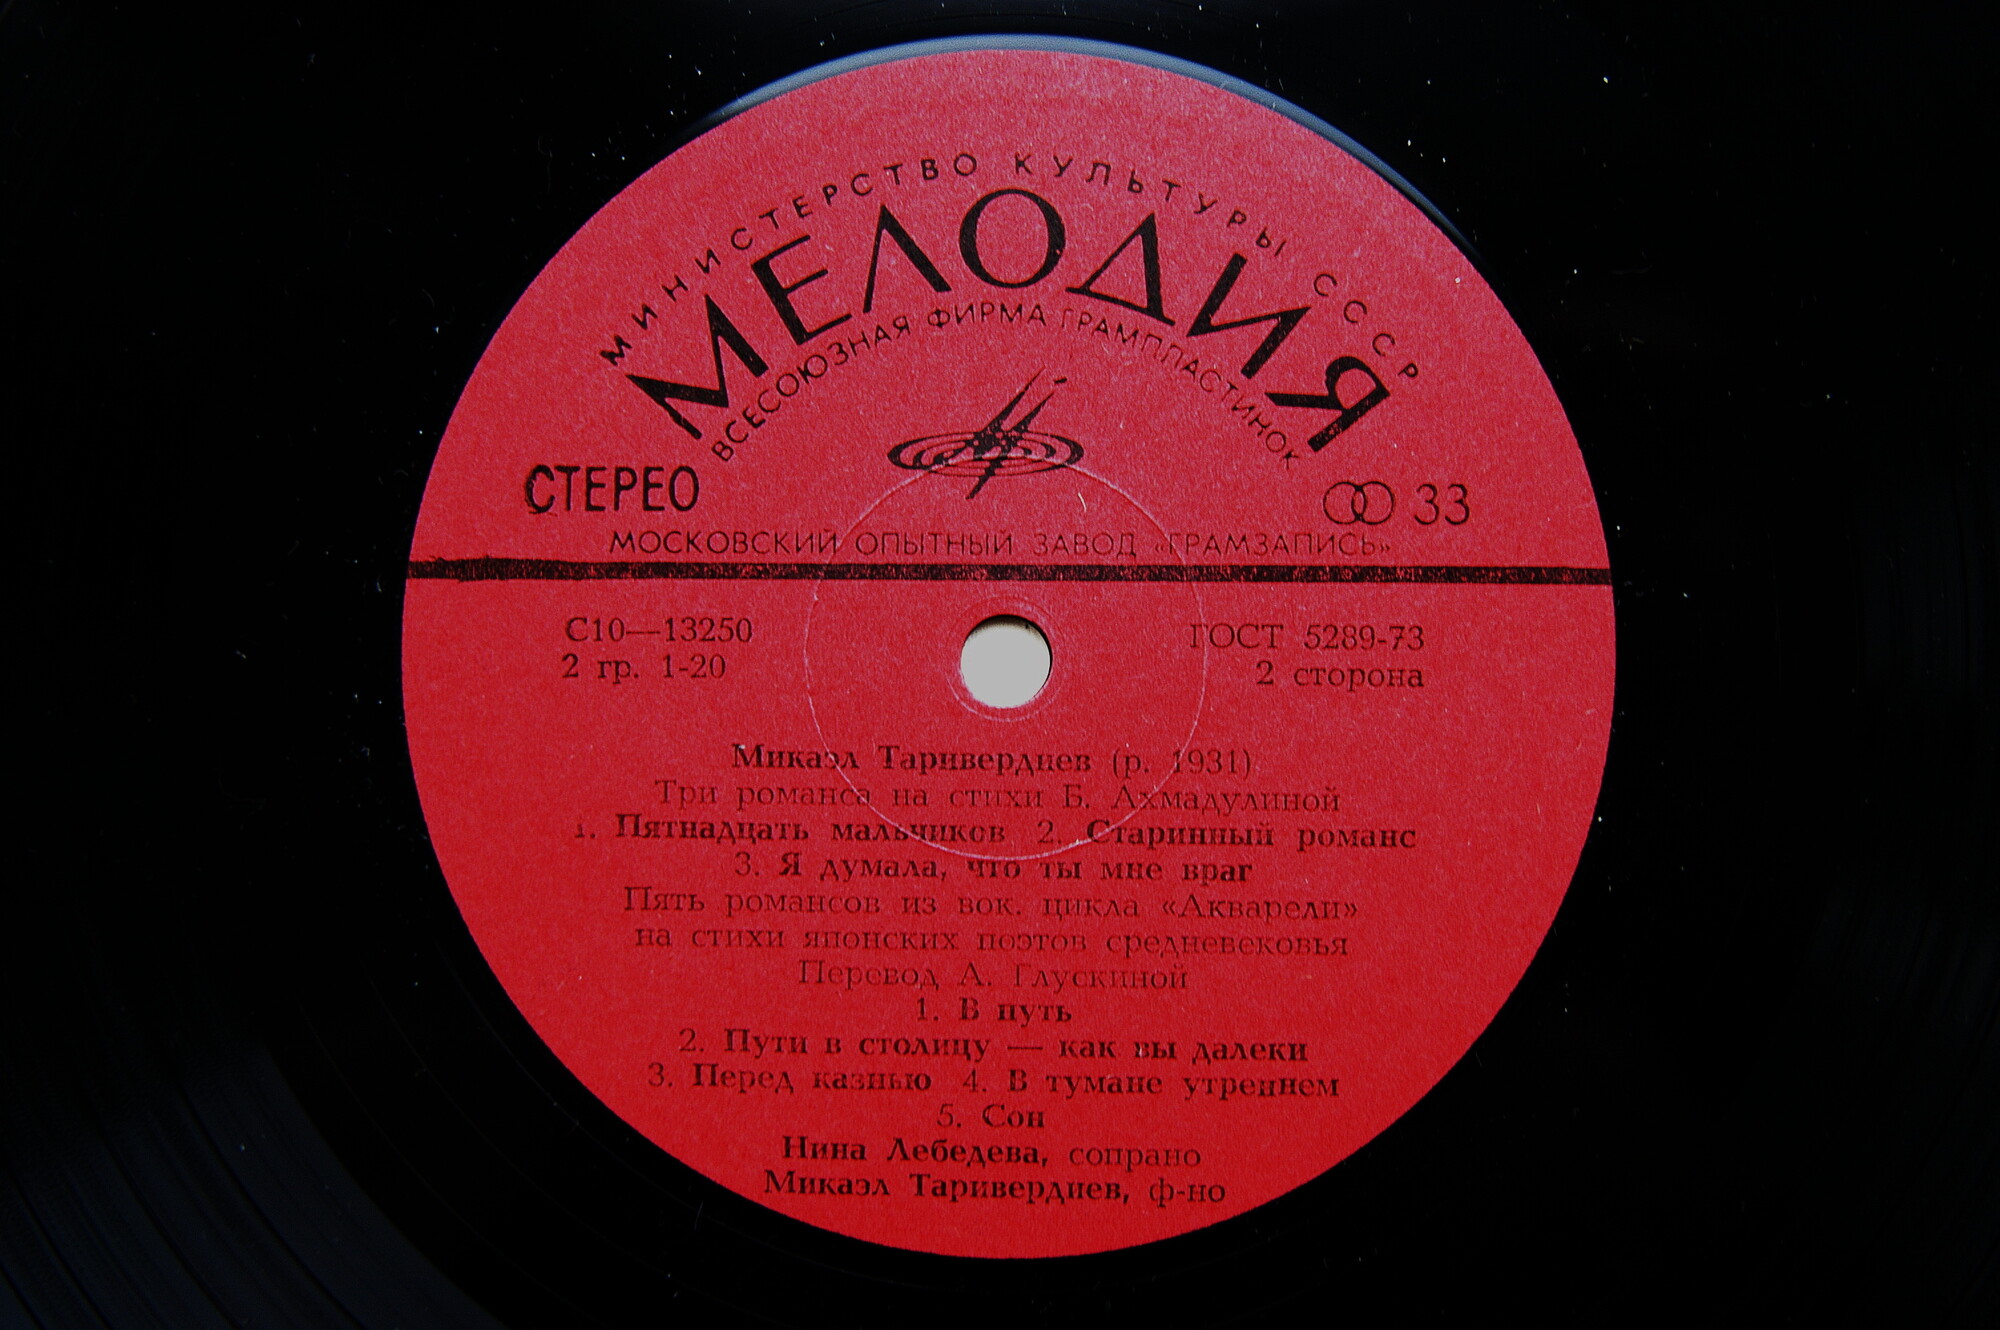 МИНИСТЕРСТВО КУЛЬТУРЫ СССР
МЕЛОДИЯ
ВСЕСОЮЗНАЯ ФИРМА ГРАМПЛАСТИНОК
СТЕРЕО
33
МОСКОВСКИЙ ОПЫТНЫЙ ЗАВОД «ГРАМЗАПИСЬ»
С10—13250
ГОСТ 5289-73
2 гр. 1-20
2 сторона
Микаэл Таривердиев (р. 1931)
Три романса на стихи Б. Ахмадулиной
1. Пятнадцать мальчиков 2. Старинный романс
3. Я думала, что ты мне враг
Пять романсов из вок. цикла «Акварели»
на стихи японских поэтов средневековья
Перевод А. Глускиной
1. В путь
2. Пути в столицу — как вы далеки
3. Перед казнью 4. В тумане утреннем
5. Сон
Нина Лебедева, сопрано
Микаэл Таривердиев, ф-но